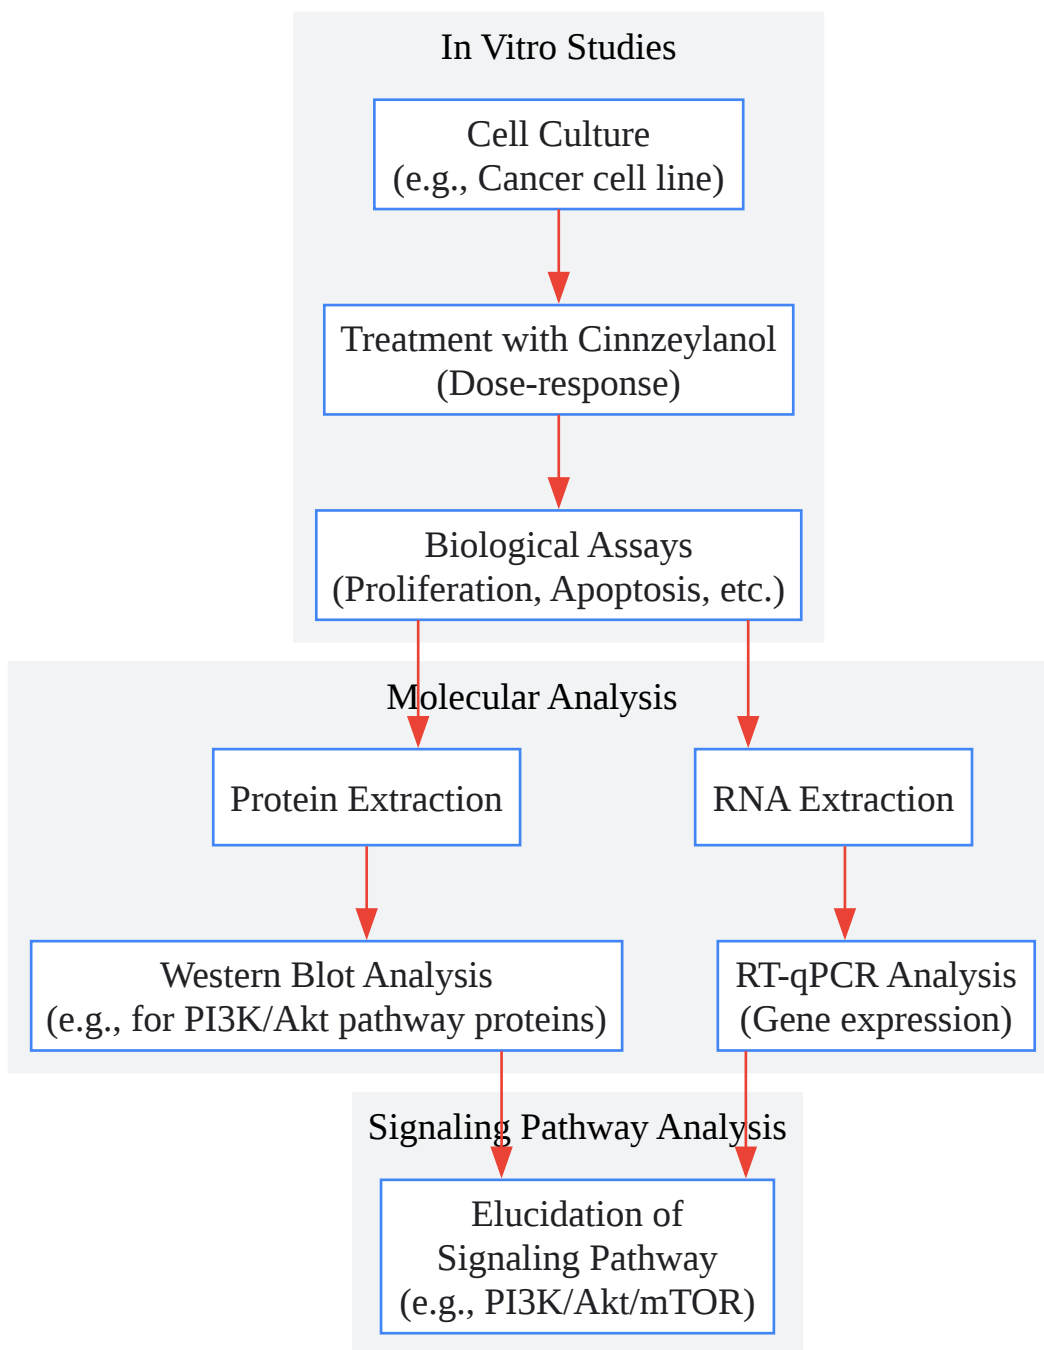 In Vitro Studies
Cell Culture
(e.g., Cancer cell line)
Treatment with Cinnzeylanol
(Dose-response)
Biological Assays
(Proliferation, Apoptosis, etc.)
Molecular Analysis
Protein Extraction
RNA Extraction
Western Blot Analysis
(e.g., for PI3K/Akt pathway proteins)
RT-qPCR Analysis
(Gene expression)
Signaling Pathway Analysis
Elucidation of
Signaling Pathway
(e.g., PI3K/Akt/mTOR)